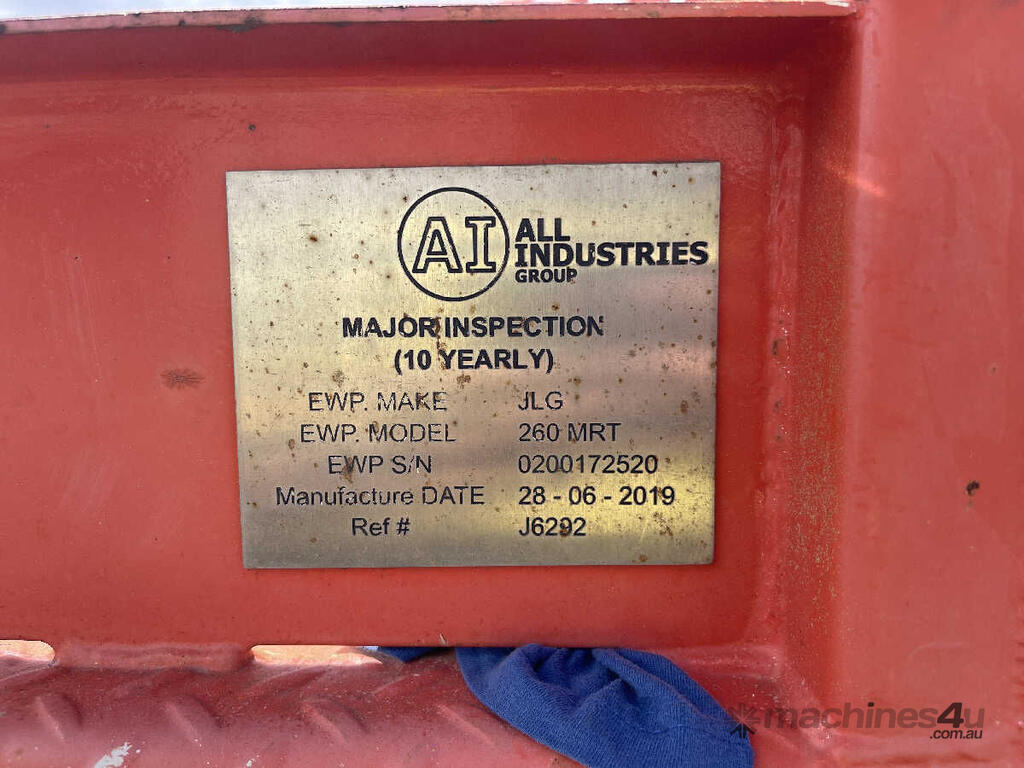 AI ALL
INDUSTRIES
GROUP
MAJOR INSPECTION
(10 YEARLY)
EWP. MAKE JLG
EWP. MODEL 260 MRT
EWP S/N 0200172520
Manufacture DATE 28 - 06 - 2019
Ref # J6292
machines4u
.com.au